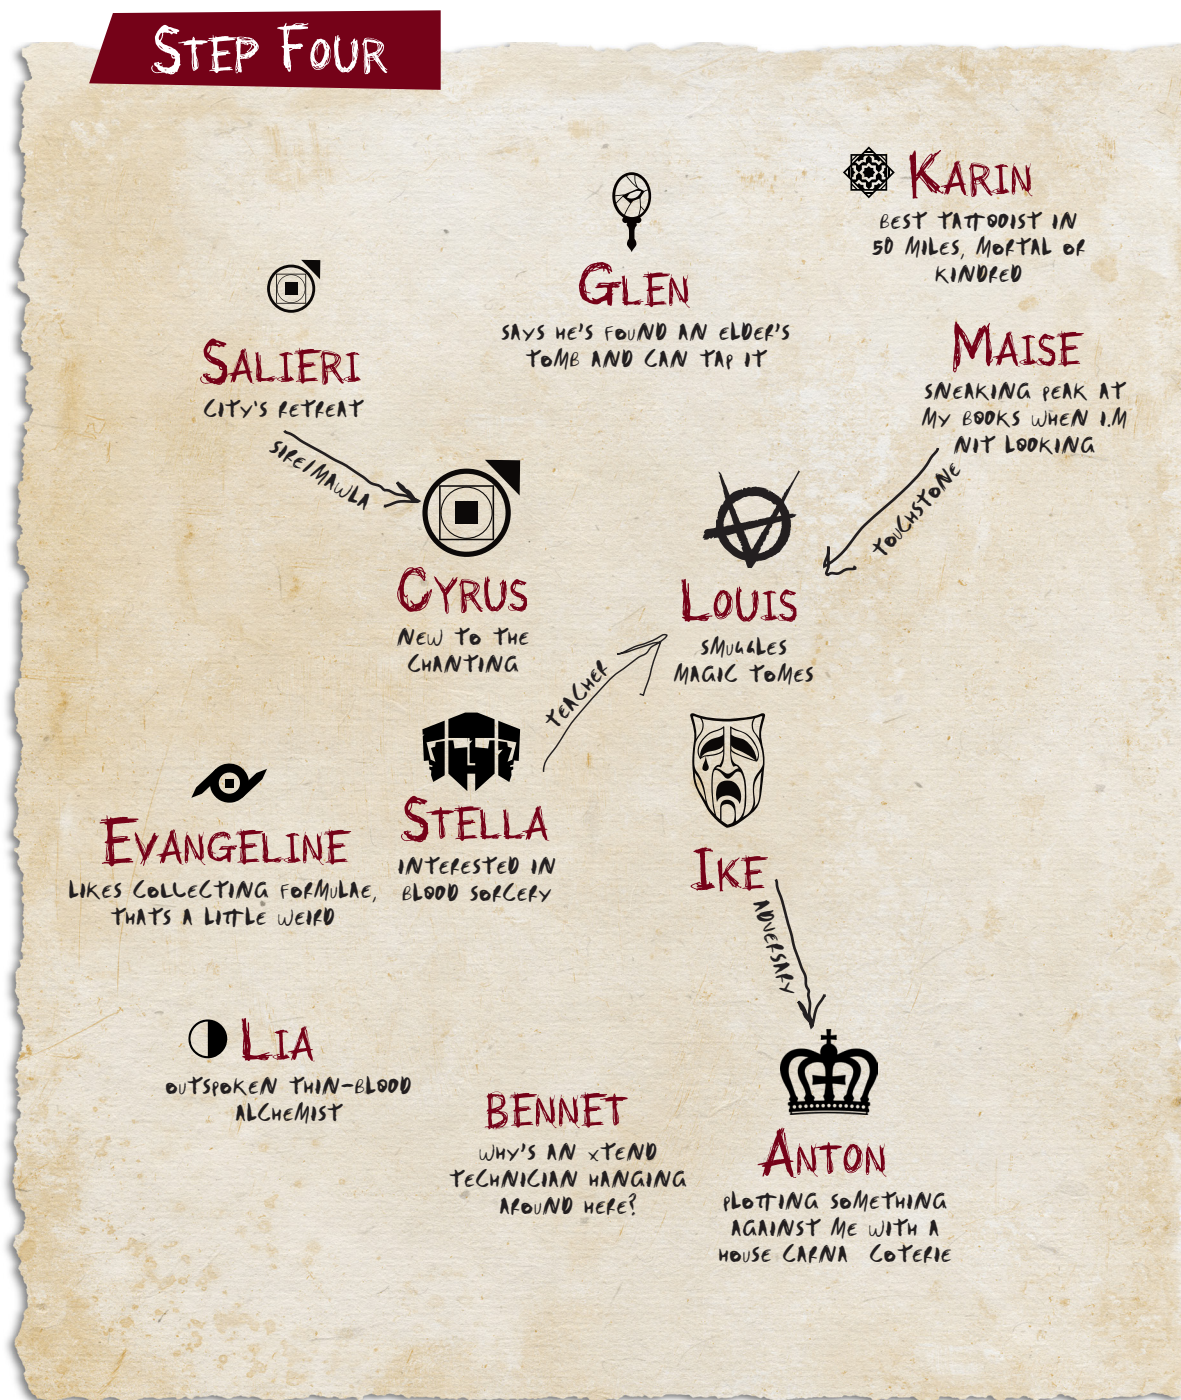 STEP FOUR
KARIN
BEST TATTOOIST IN
50 MILES, MORTAL OR
KINDRED
GLEN
SAYS HE'S FOUND AN ELDER'S
TOMB AND CAN TAP IT
SALIERI
CITY'S RETREAT
MAISE
SNEAKING PEAK AT
MY BOOKS WHEN I.M
NIT LOOKING
SIRE/MAWLA
TOUCHSTONE
CYRUS
NEW TO THE
CHANTING
LOUIS
SMUGGLES
MAGIC TOMES
TEACHER
STELLA
INTERESTED IN
BLOOD SORCERY
EVANGELINE
LIKES COLLECTING FORMULAE,
THATS A LITTLE WEIRD
IKE
ADVERSARY
LIA
OUTSPOKEN THIN-BLOOD
ALCHEMIST
BENNET
WHY'S AN XTEND
TECHNICIAN HANGING
AROUND HERE?
ANTON
PLOTTING SOMETHING
AGAINST ME WITH A
HOUSE CARNA COTERIE